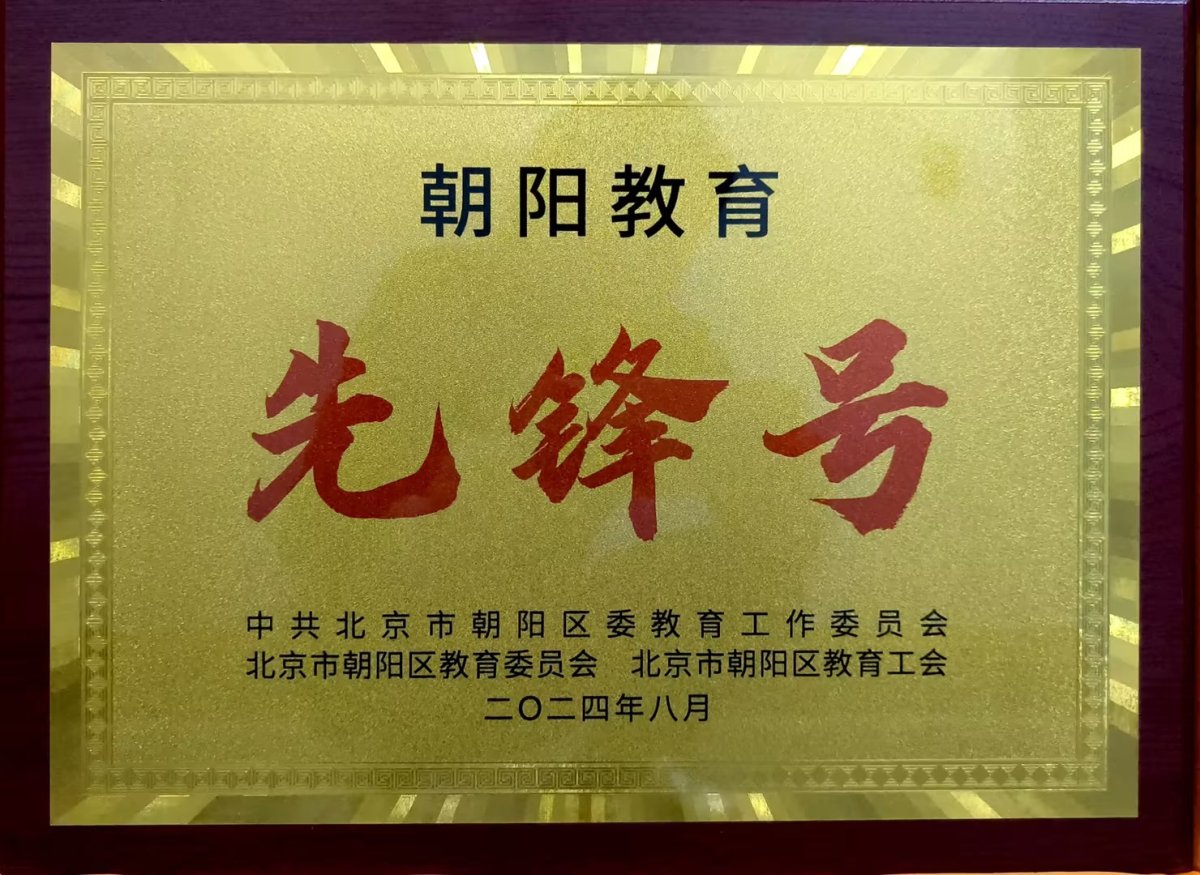 朝阳教育
先锋号
中共北京市朝阳区委教育工作委员会
北京市朝阳区教育委员会 北京市朝阳区教育工会
二〇二四年八月